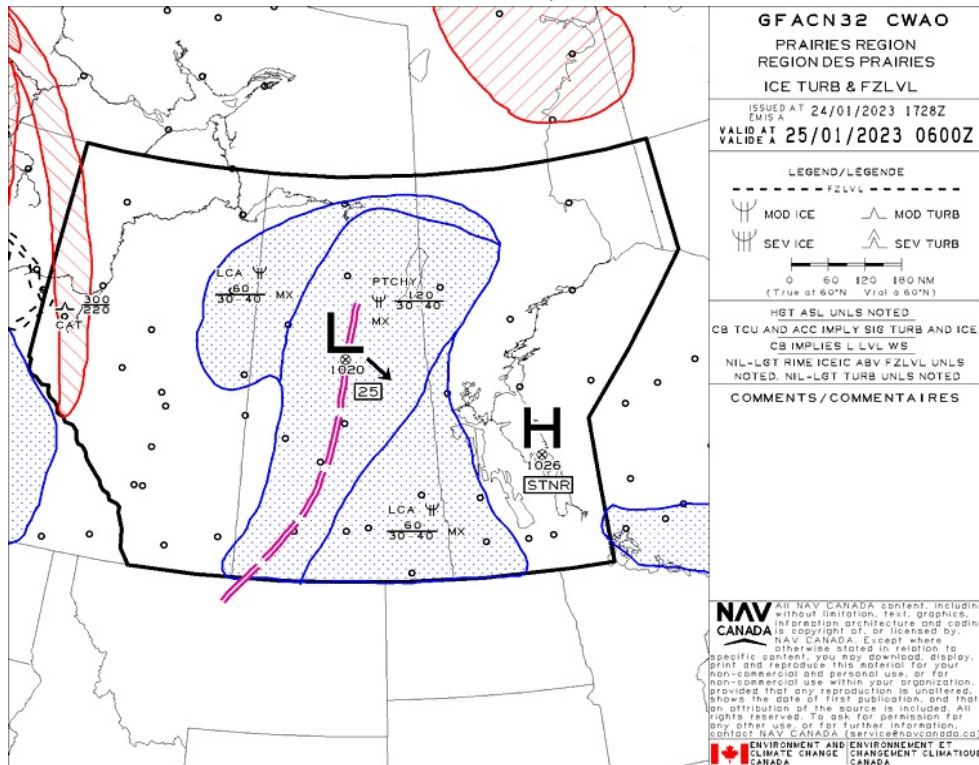 GFACN32 CWAO
PRAIRIES REGION
REGION DES PRAIRIES
ICE TURB & FZLVL
ISSUED AT
EMIS A
24/01/2023 1728Z
VALID AT
VALIDE A
25/01/2023 0600Z
LEGEND/LÉGENDE
FZLVL
MOD ICE
MOD TURB
SEV ICE
SEV TURB
0 60 120 180 NM
(True at 60°N Vrai à 60°N)
HGT ASL UNLS NOTED
CB TCU AND ACC IMPLY SIG TURB AND ICE
CB IMPLIES L LVL WS
NIL-LGT RIME ICEIC ABV FZLVL UNLS
NOTED. NIL-LGT TURB UNLS NOTED
COMMENTS/COMMENTAIRES
LCA
60
30-40
MX
PTCHY
120
30-40
MX
300
220
CAT
L
1020
25
H
1026
STNR
LCA
60
30-40
MX
NAV
CANADA
All NAV CANADA content, includin
without limitation, text, graphics,
information architecture and codin
is copyright of, or licensed by,
NAV CANADA. Except where
otherwise stated in relation to
specific content, you may download, display,
print and reproduce this material for your
non-commercial and personal use, or for
non-commercial use within your organization,
provided that any reproduction is unaltered,
shows the date of first publication, and that
an attribution of the source is included. All
rights reserved. To ask for permission for
any other use, or for further information,
contact NAV CANADA (service@navcanada.ca)
ENVIRONMENT AND
CLIMATE CHANGE
CANADA
ENVIRONNEMENT ET
CHANGEMENT CLIMATIQUE
CANADA